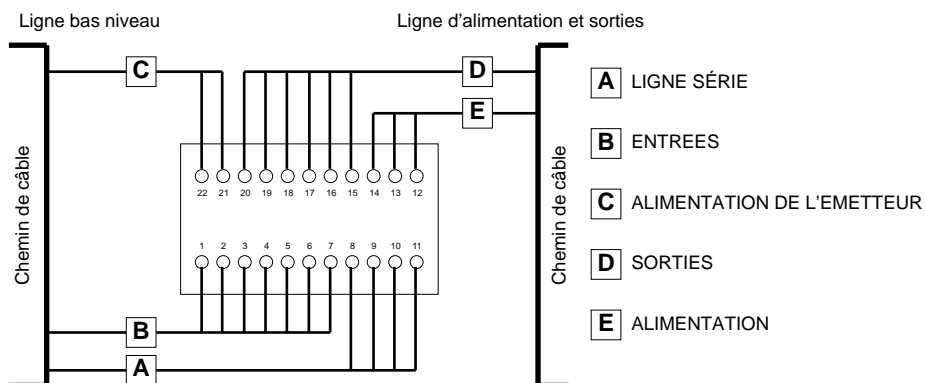 Ligne bas niveau
Ligne d'alimentation et sorties
C
D
E
Chemin de câble
22 21 20 19 18 17 16 15 14 13 12
1 2 3 4 5 6 7 8 9 10 11
B
A
Chemin de câble
A LIGNE SÉRIE
B ENTREES
C ALIMENTATION DE L'EMETTEUR
D SORTIES
E ALIMENTATION